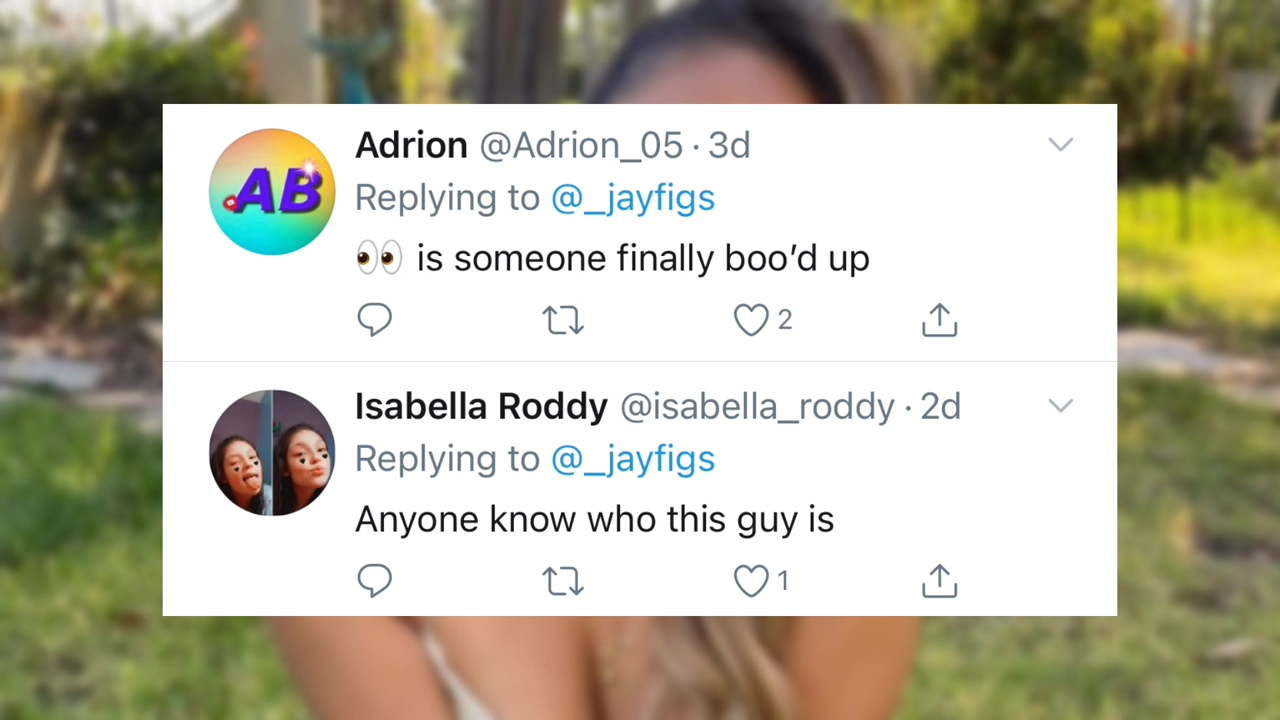 Adrion @Adrion_05 · 3d
Replying to @_jayfigs
👀 is someone finally boo’d up
2
Isabella Roddy @isabella_roddy · 2d
Replying to @_jayfigs
Anyone know who this guy is
1
AB